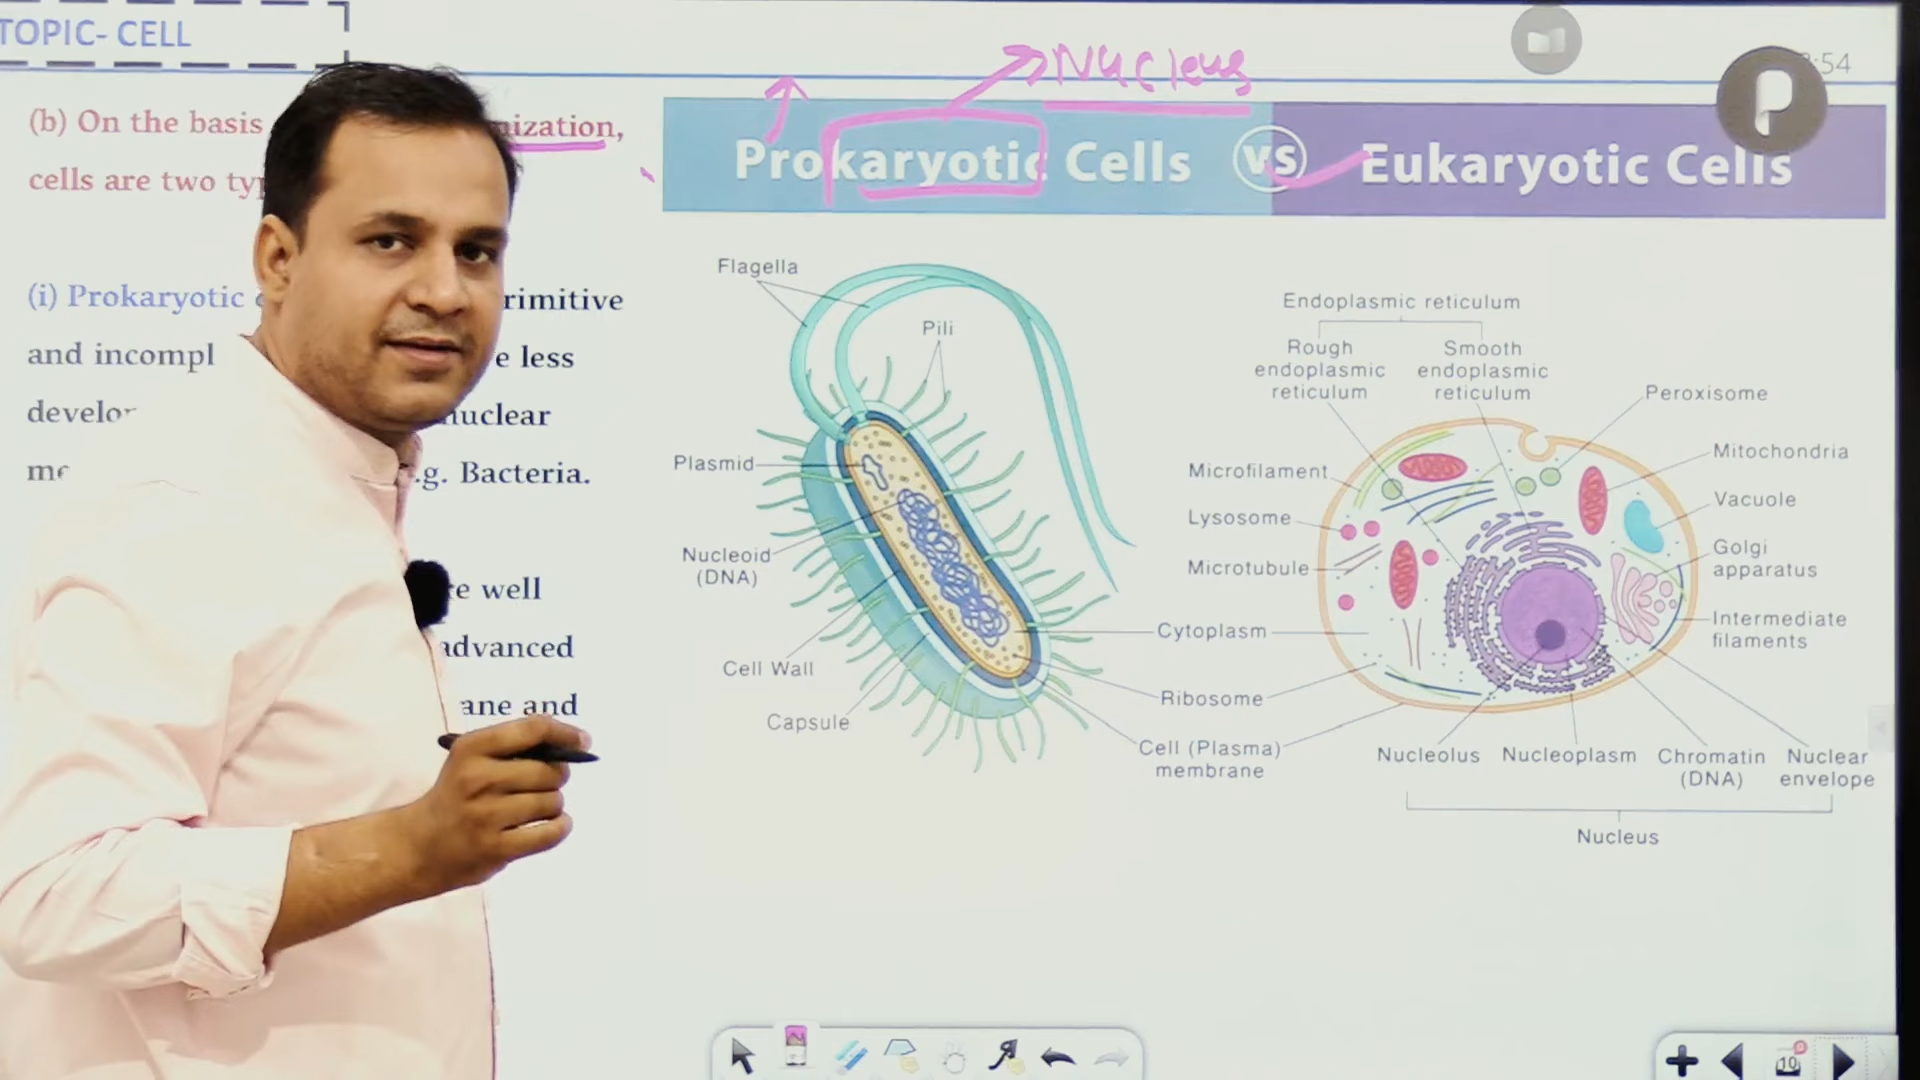 TOPIC- CELL
Nucleus
:54
(b) On the basis
nization,
cells are two
Prokaryotic Cells VS Eukaryotic Cells
(i) Prokaryotic
rimitive
and incompl
e less
nuclear
e.g. Bacteria.
well
advanced
ane and
Flagella
Pili
Plasmid
Nucleoid
(DNA)
Cell Wall
Capsule
Cytoplasm
Ribosome
Cell (Plasma)
membrane
Endoplasmic reticulum
Rough
endoplasmic
reticulum
Smooth
endoplasmic
reticulum
Peroxisome
Microfilament
Lysosome
Microtubule
Mitochondria
Vacuole
Golgi
apparatus
Intermediate
filaments
Nucleolus
Nucleoplasm
Chromatin
(DNA)
Nuclear
envelope
Nucleus
10